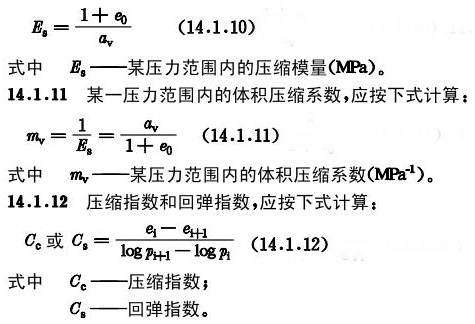 E_s = (1 + e_0) / a_v (14.1.10)
式中 E_s——某压力范围内的压缩模量(MPa)。
14.1.11 某一压力范围内的体积压缩系数,应按下式计算:
m_v = 1 / E_s = a_v / (1 + e_0) (14.1.11)
式中 m_v——某压力范围内的体积压缩系数(MPa⁻¹)。
14.1.12 压缩指数和回弹指数,应按下式计算:
C_c 或 C_s = (e_i − e_{i+1}) / (log p_{i+1} − log p_i) (14.1.12)
式中 C_c——压缩指数;
C_s——回弹指数。